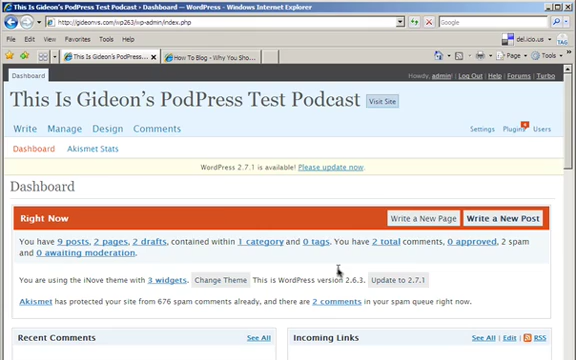 This Is Gideon's PodPress Test Podcast › Dashboard — WordPress - Windows Internet Explorer
http://gideons.com/wp263/wp-admin/index.php
Google
File Edit View Favorites Tools Help
del.icio.us
This Is Gideon's PodPress... How To Blog - Why You Shou...
Page Tools
Dashboard
Howdy, admin! Log Out Help Forums Turbo
This Is Gideon's PodPress Test Podcast Visit Site
Write Manage Design Comments
Settings Plugins Users
Dashboard Akismet Stats
WordPress 2.7.1 is available! Please update now.
Dashboard
Right Now Write a New Page Write a New Post
You have 9 posts, 2 pages, 2 drafts, contained within 1 category and 0 tags. You have 2 total comments, 0 approved, 2 spam
and 0 awaiting moderation.
You are using the iNove theme with 3 widgets. Change Theme This is WordPress version 2.6.3. Update to 2.7.1
Akismet has protected your site from 676 spam comments already, and there are 2 comments in your spam queue right now.
Recent Comments See All
Incoming Links See All | Edit | RSS